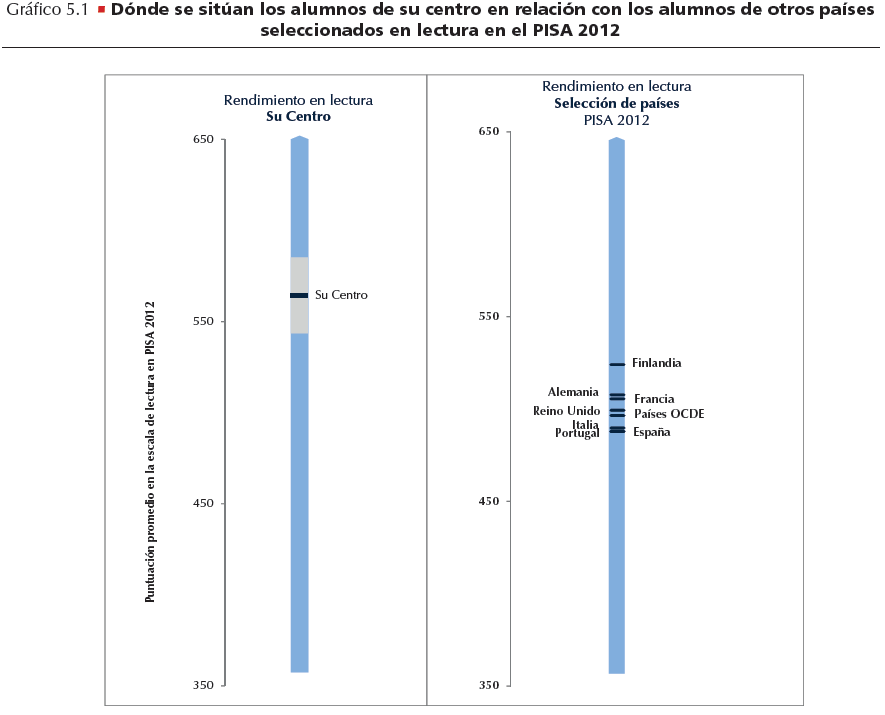 Gráfico 5.1 ▪ Dónde se sitúan los alumnos de su centro en relación con los alumnos de otros países
seleccionados en lectura en el PISA 2012
Rendimiento en lectura
Su Centro
650
550
450
350
Puntuación promedio en la escala de lectura en PISA 2012
Su Centro
Rendimiento en lectura
Selección de países
PISA 2012
650
550
450
350
Finlandia
Alemania
Francia
Reino Unido
Países OCDE
Italia
Portugal
España